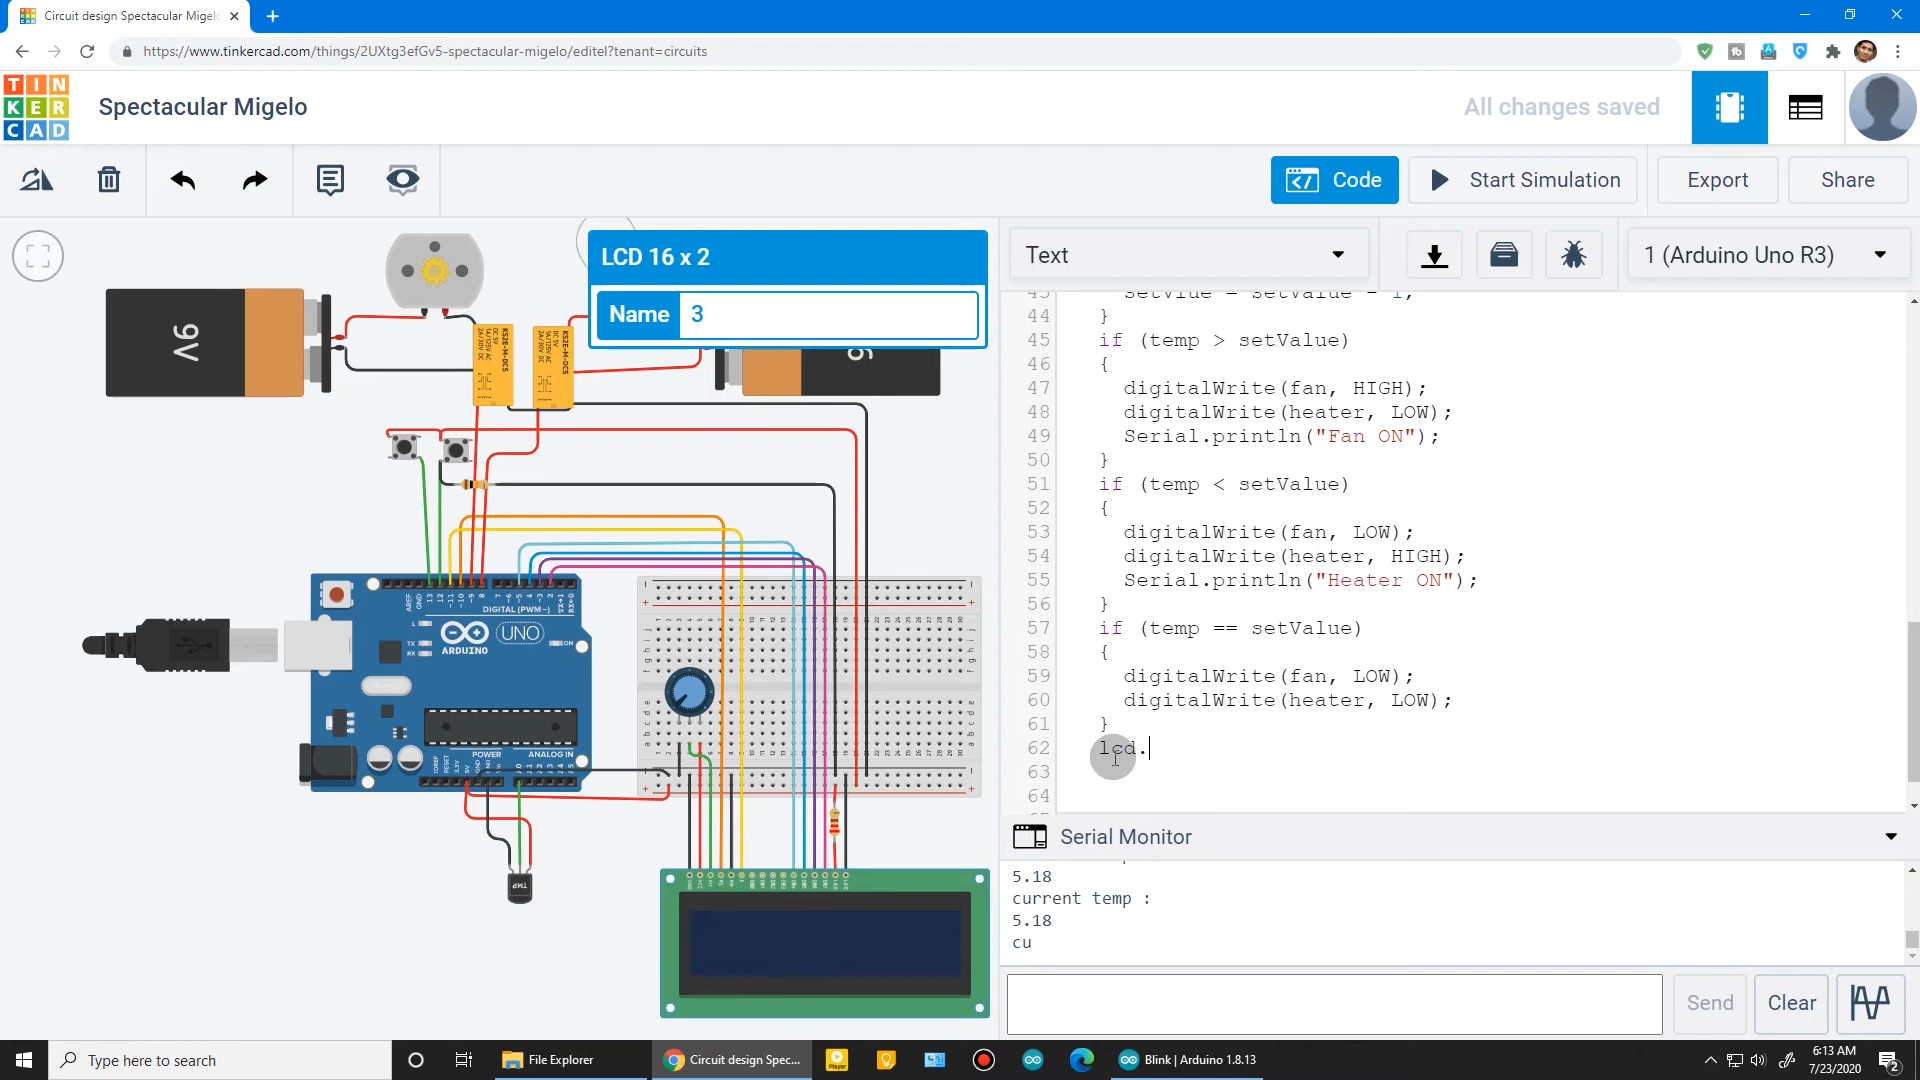 Circuit design Spectacular Migelo
https://www.tinkercad.com/things/2UXtg3efGv5-spectacular-migelo/editel?tenant=circuits
TIN
KER
CAD
Spectacular Migelo
All changes saved
Code
Start Simulation
Export
Share
LCD 16 x 2
Name 3
Text
1 (Arduino Uno R3)
44 }
45 if (temp > setValue)
46 {
47 digitalWrite(fan, HIGH);
48 digitalWrite(heater, LOW);
49 Serial.println("Fan ON");
50 }
51 if (temp < setValue)
52 {
53 digitalWrite(fan, LOW);
54 digitalWrite(heater, HIGH);
55 Serial.println("Heater ON");
56 }
57 if (temp == setValue)
58 {
59 digitalWrite(fan, LOW);
60 digitalWrite(heater, LOW);
61 }
62 lcd.
63
64
9V
DIGITAL (PWM~)
UNO
ARDUINO
POWER
ANALOG IN
TMP
Serial Monitor
5.18
current temp :
5.18
cu
Send
Clear
Type here to search
File Explorer
Circuit design Spec...
Blink | Arduino 1.8.13
6:13 AM
7/23/2020
2